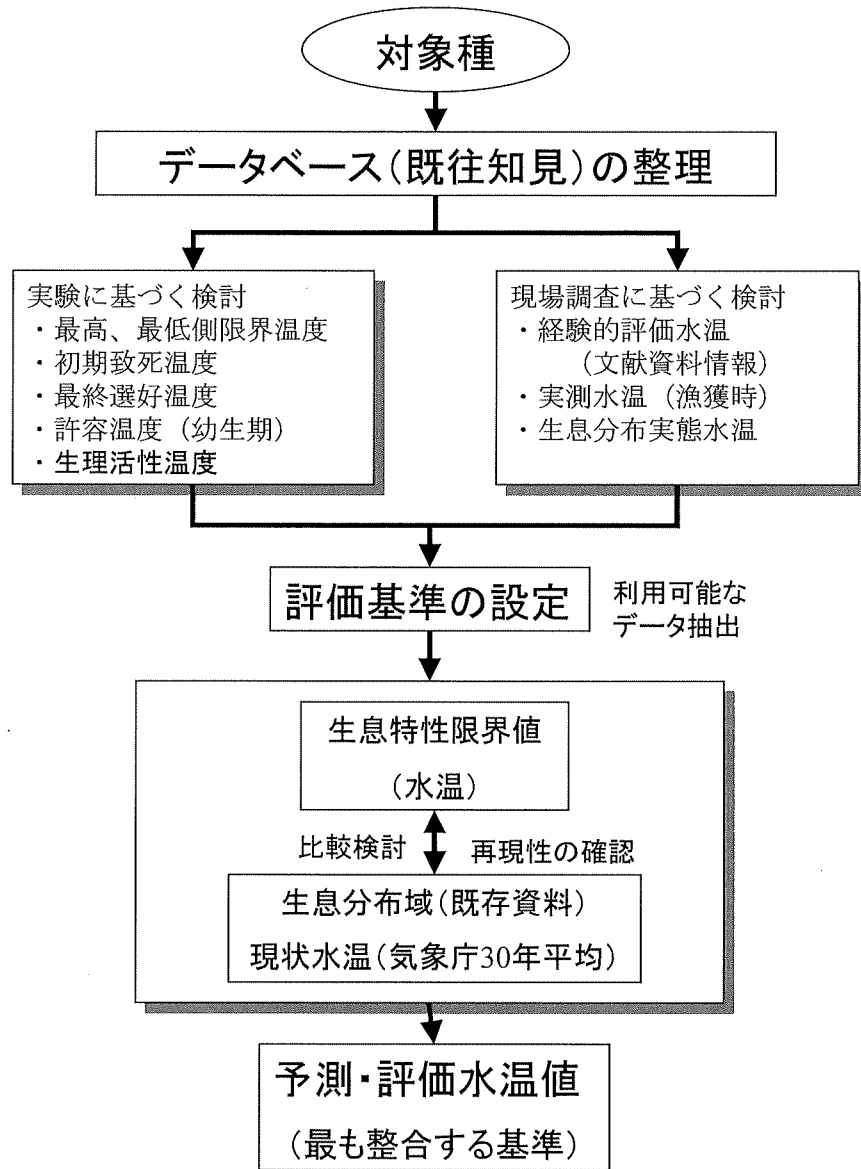 対象種
データベース(既往知見)の整理
実験に基づく検討
・最高、最低側限界温度
・初期致死温度
・最終選好温度
・許容温度(幼生期)
・生理活性温度
現場調査に基づく検討
・経験的評価水温
(文献資料情報)
・実測水温(漁獲時)
・生息分布実態水温
評価基準の設定
利用可能な
データ抽出
生息特性限界値
(水温)
比較検討 再現性の確認
生息分布域(既存資料)
現状水温(気象庁30年平均)
予測・評価水温値
(最も整合する基準)